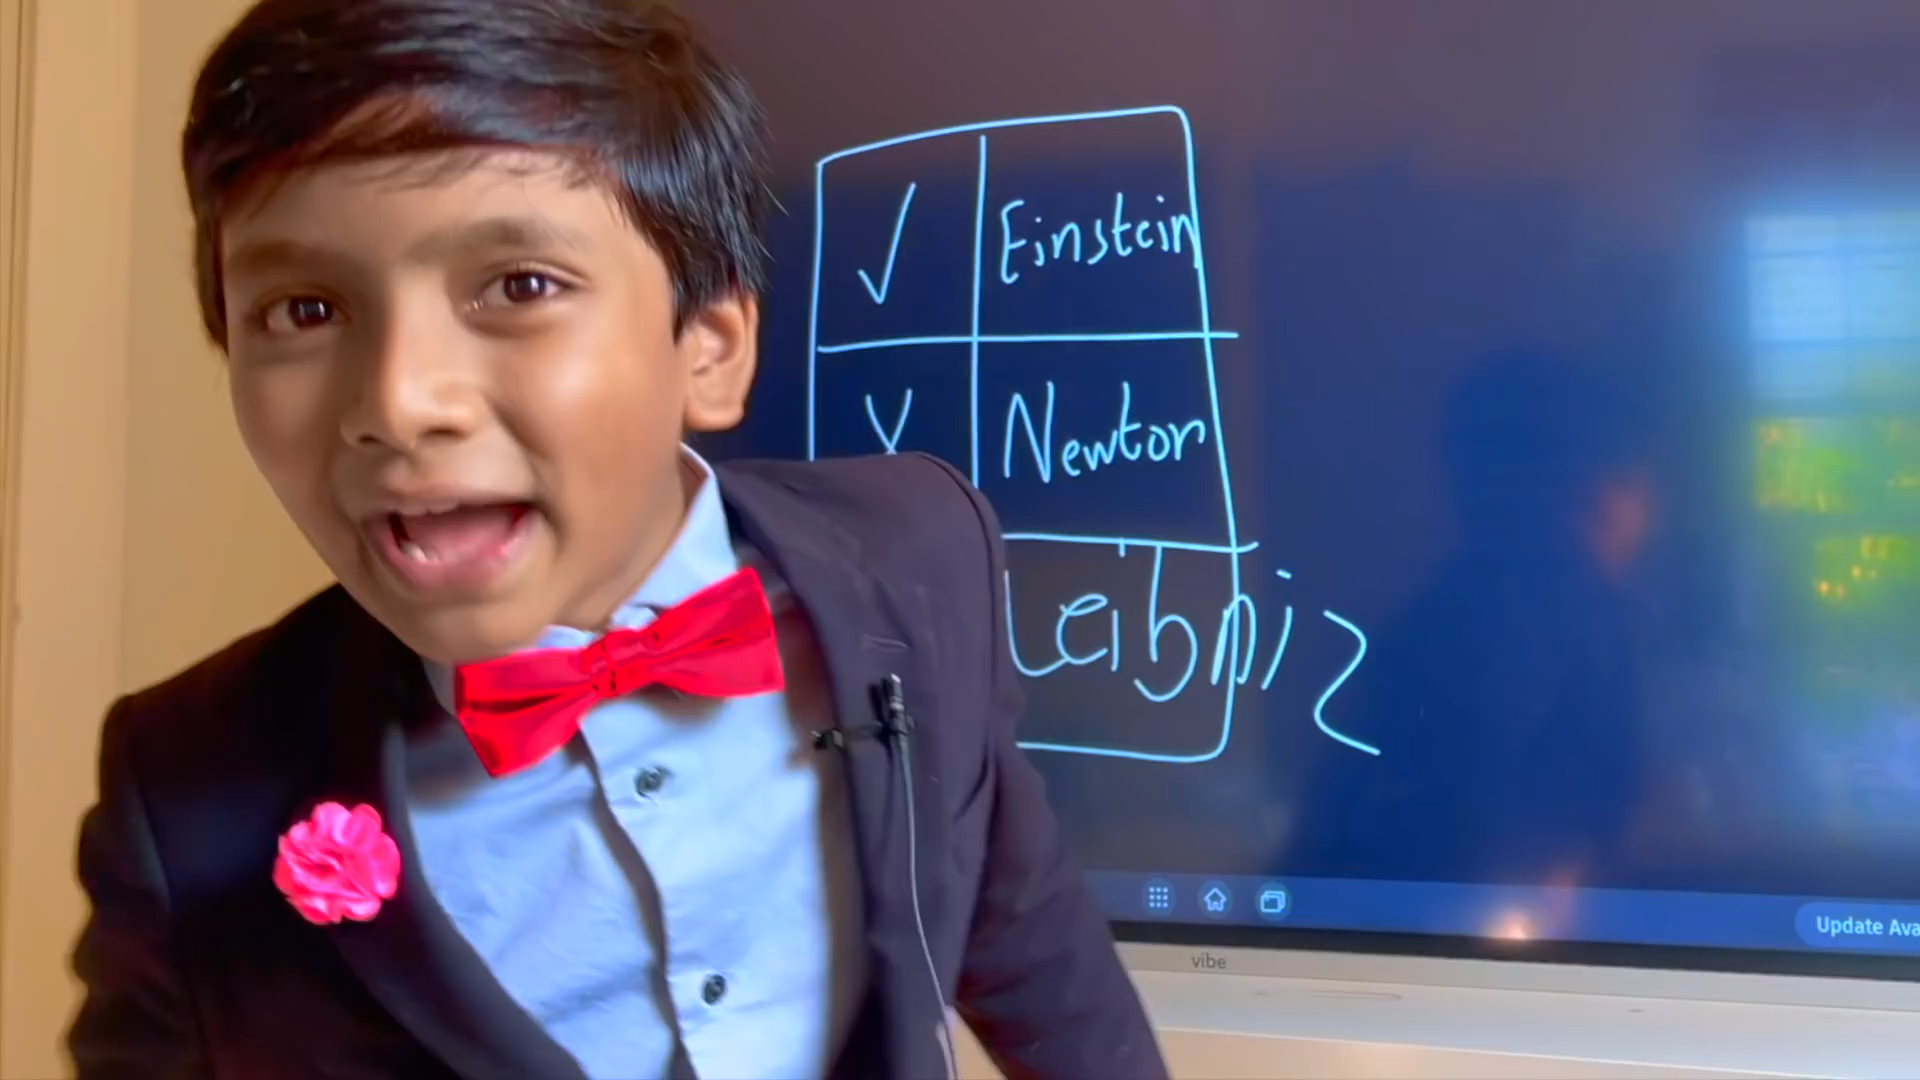 ✓ Einstein
X Newton
Leibniz
Update Ava
vibe